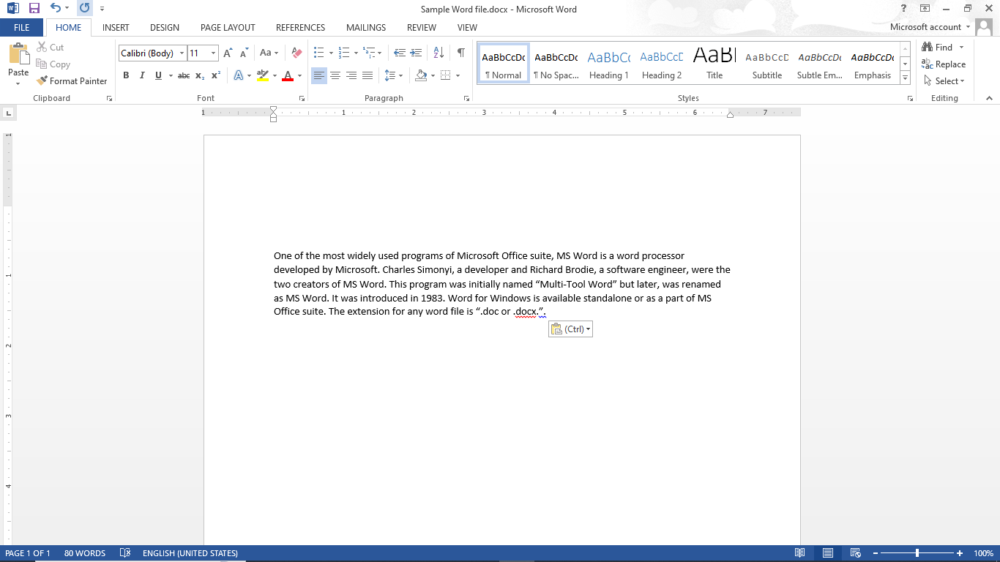 Sample Word file.docx - Microsoft Word
?
FILE HOME INSERT DESIGN PAGE LAYOUT REFERENCES MAILINGS REVIEW VIEW Microsoft account
Paste
Cut
Copy
Format Painter
Clipboard
Calibri (Body) 11 A A Aa
B I U abc x₂ x² A ab A
Font
A Z ¶
Paragraph
AaBbCcDc AaBbCcDc AaBbCc AaBbCcD AaB AaBbCcD AaBbCcDc AaBbCcDc
¶ Normal ¶ No Spac... Heading 1 Heading 2 Title Subtitle Subtle Em... Emphasis
Styles
Find
Replace
Select
Editing
1 1 2 3 4 5 6 7
1
1
2
3
4
One of the most widely used programs of Microsoft Office suite, MS Word is a word processor
developed by Microsoft. Charles Simonyi, a developer and Richard Brodie, a software engineer, were the
two creators of MS Word. This program was initially named “Multi-Tool Word” but later, was renamed
as MS Word. It was introduced in 1983. Word for Windows is available standalone or as a part of MS
Office suite. The extension for any word file is “.doc or .docx.”.
(Ctrl)
PAGE 1 OF 1 80 WORDS ENGLISH (UNITED STATES) 100%